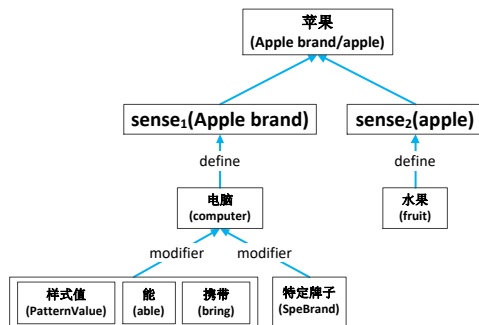 苹果
(Apple brand/apple)
sense₁(Apple brand)
sense₂(apple)
define
define
电脑
(computer)
水果
(fruit)
modifier
modifier
样式值
(PatternValue)
能
(able)
携带
(bring)
特定牌子
(SpeBrand)